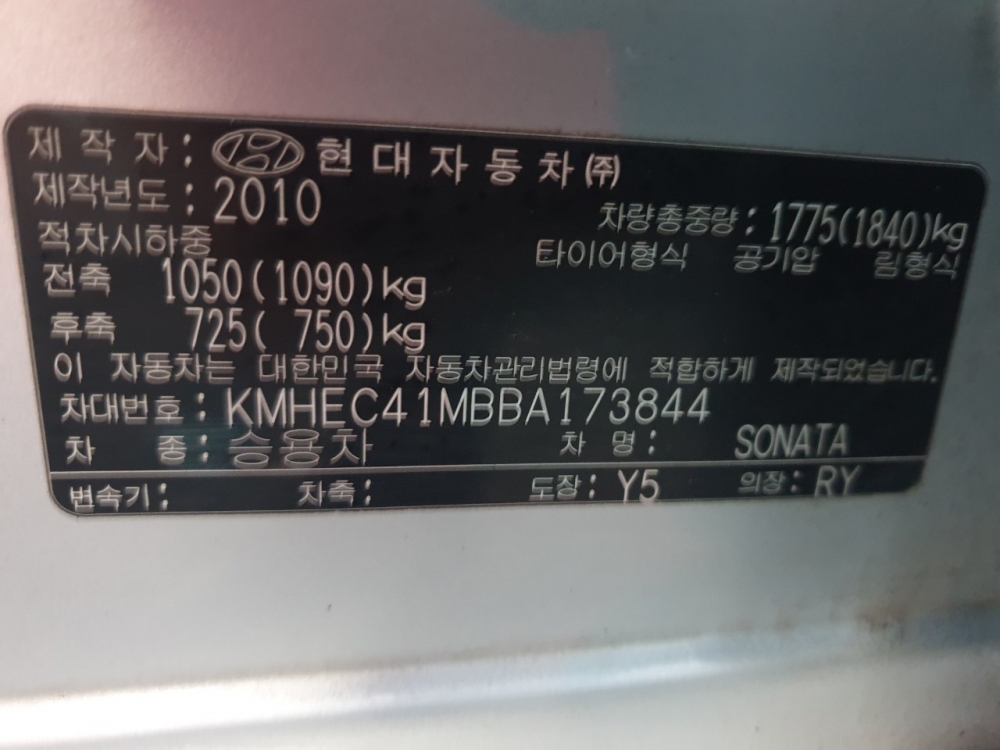 제 작 자 : 현대자동차㈜
제작년도 : 2010
차량총중량 : 1775(1840)kg
적차시하중
타이어형식 공기압 림형식
전축 1050(1090)kg
후축 725( 750)kg
이 자동차는 대한민국 자동차관리법령에 적합하게 제작되었습니다.
차대번호 : KMHEC41MBBA173844
차 종 : 승용차 차 명 : SONATA
변속기: 차축: 도장: Y5 의장: RY